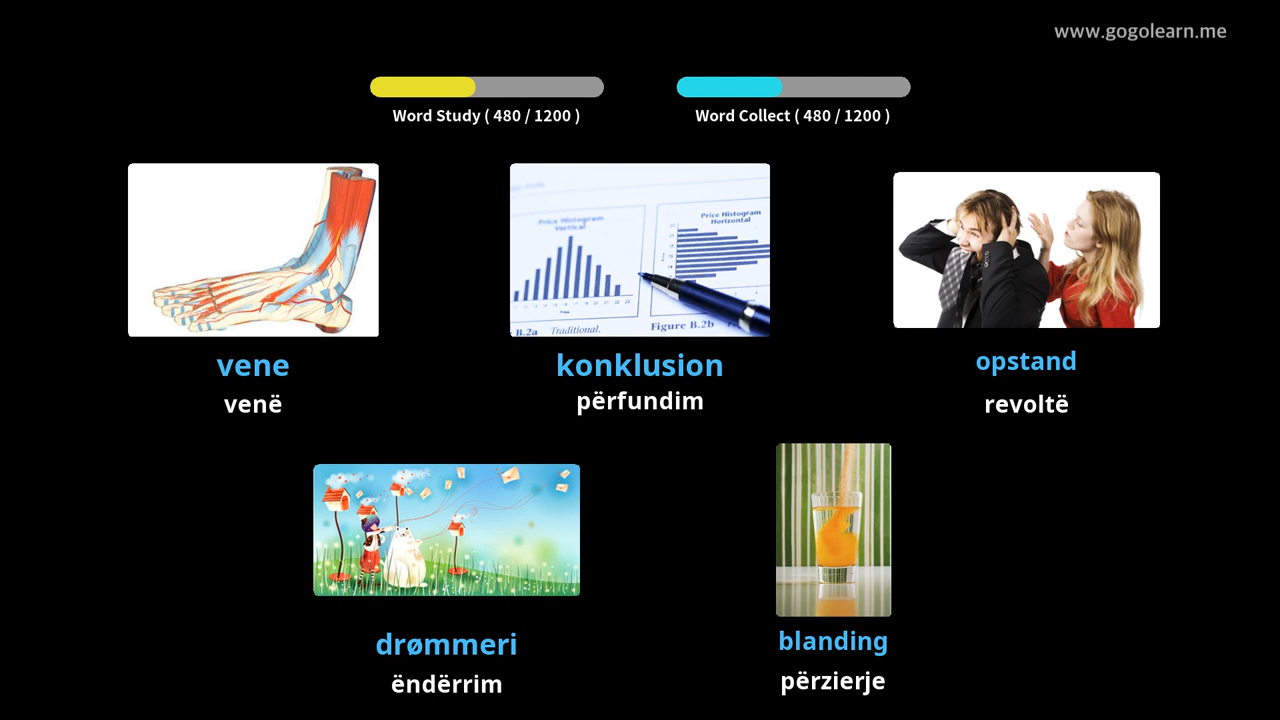 www.gogolearn.me
Word Study ( 480 / 1200 )
Word Collect ( 480 / 1200 )
Price Histogram
Vertical
Price Histogram
Horizontal
B.2a Traditional.
Figure B.2b
vene
konklusion
opstand
venë
përfundim
revoltë
drømmeri
blanding
ëndërrim
përzierje